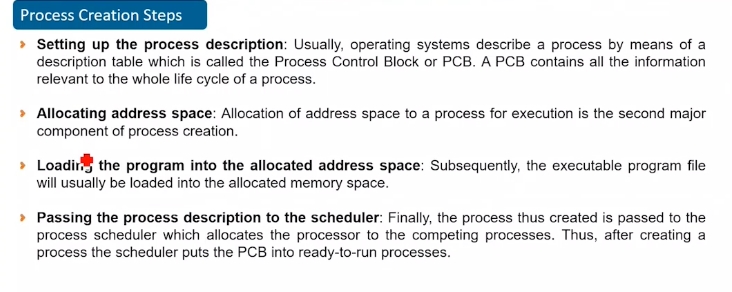 Process Creation Steps
Setting up the process description: Usually, operating systems describe a process by means of a
description table which is called the Process Control Block or PCB. A PCB contains all the information
relevant to the whole life cycle of a process.
Allocating address space: Allocation of address space to a process for execution is the second major
component of process creation.
Loading the program into the allocated address space: Subsequently, the executable program file
will usually be loaded into the allocated memory space.
Passing the process description to the scheduler: Finally, the process thus created is passed to the
process scheduler which allocates the processor to the competing processes. Thus, after creating a
process the scheduler puts the PCB into ready-to-run processes.